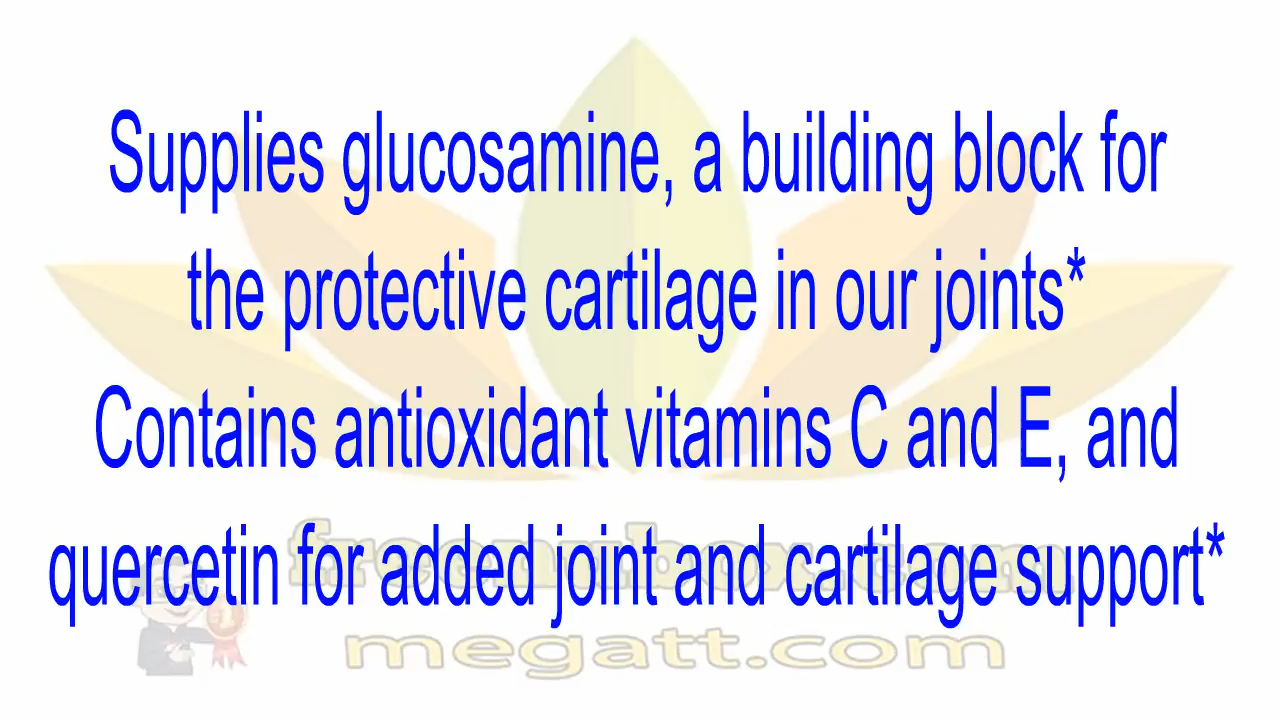 Supplies glucosamine, a building block for
the protective cartilage in our joints*
Contains antioxidant vitamins C and E, and
quercetin for added joint and cartilage support*
megatt.com